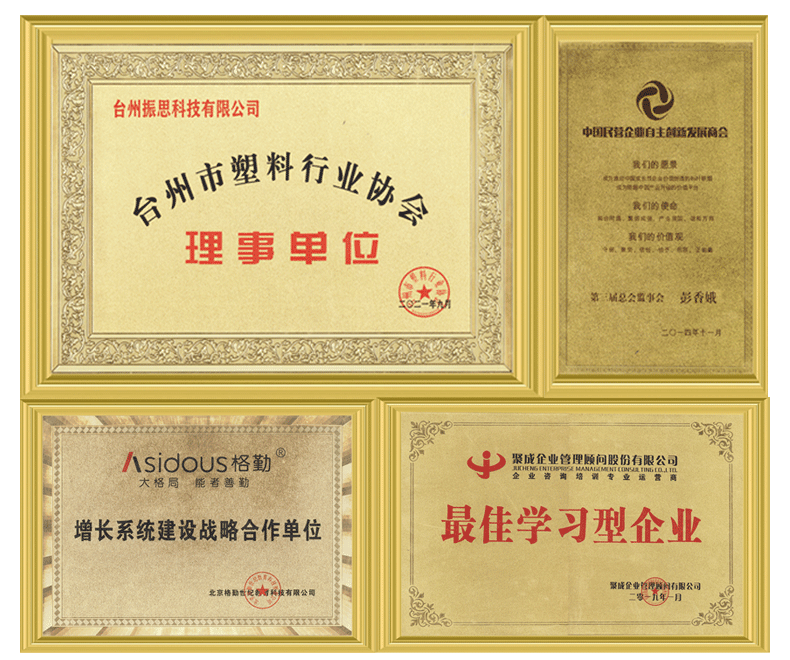 台州振思科技有限公司
台州市塑料行业协会
理事单位
二〇二一年九月
中国民营企业自主创新发展商会
我们的愿景
我们的使命
我们的价值观
第三届总会监事会 彭香娥
二〇一四年十一月
Asidous格勤®
大格局 能者善勤
增长系统建设战略合作单位
聚成企业管理顾问股份有限公司
JUCHENG ENTERPRISE MANAGEMENT CONSULTING CO.,LTD.
企业咨询培训专业运营商
最佳学习型企业
聚成企业管理顾问有限公司
二〇一九年一月